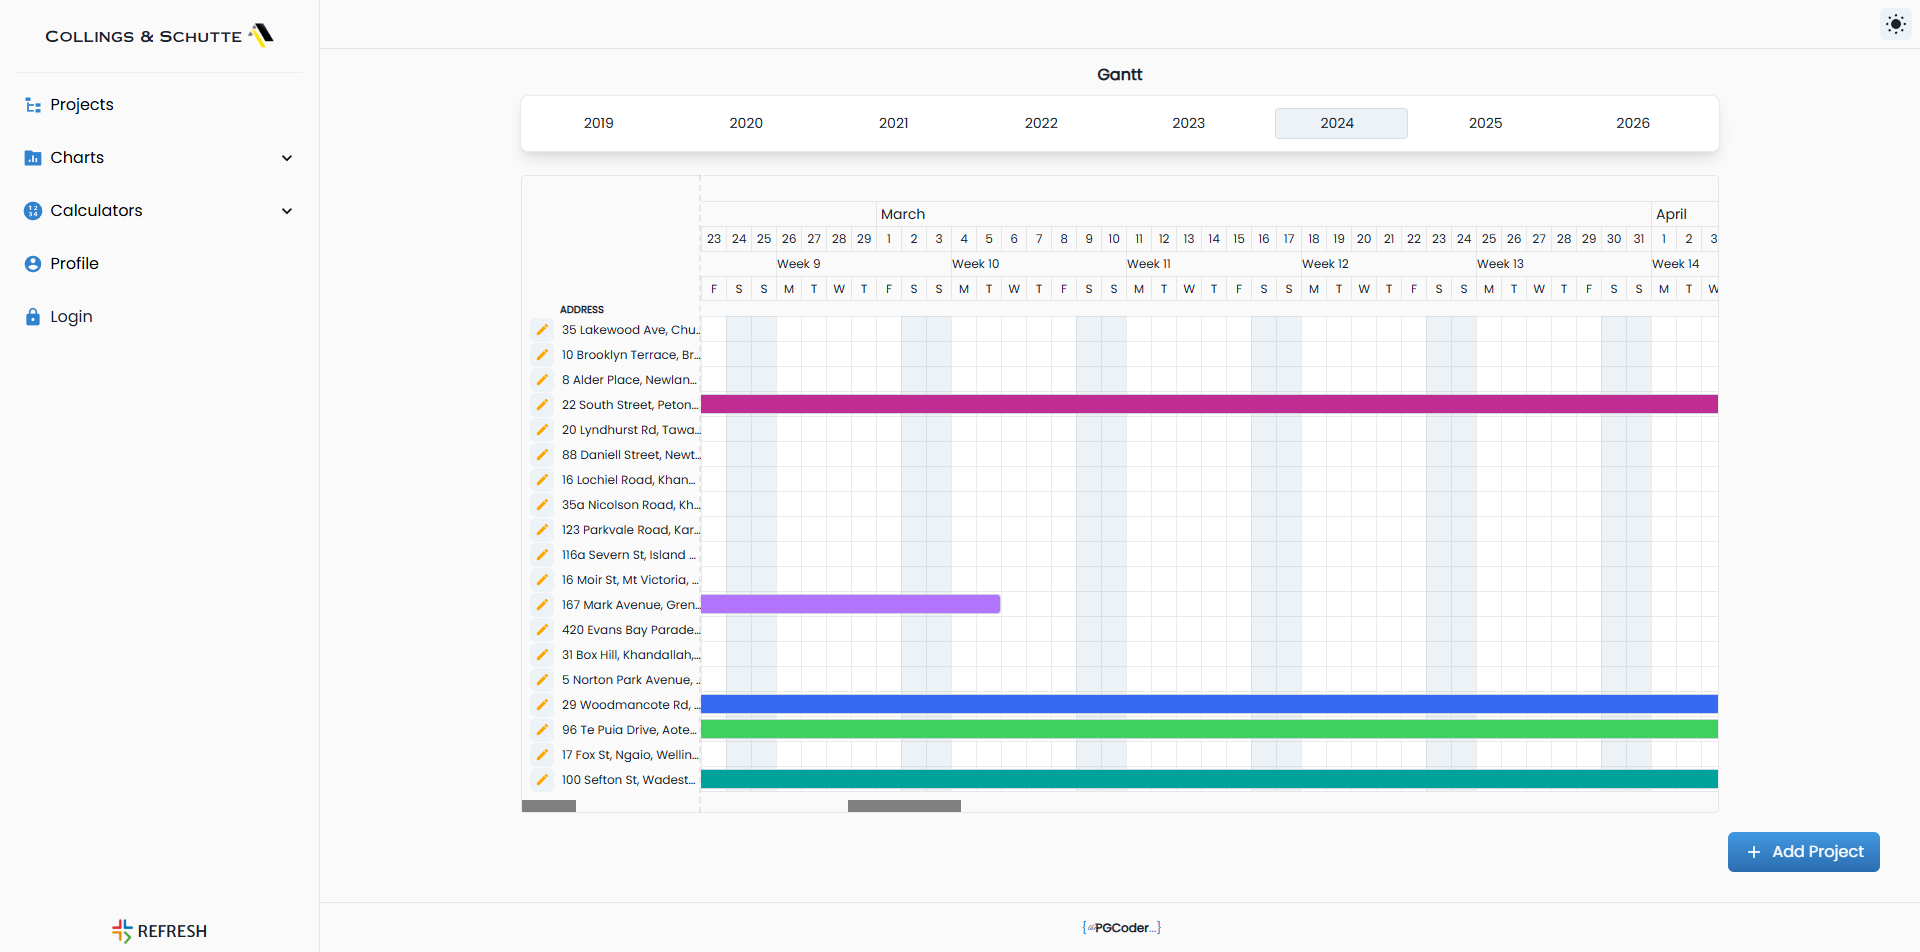 COLLINGS & SCHUTTE
Projects
Charts
Calculators
Profile
Login
REFRESH
Gantt
2019 2020 2021 2022 2023 2024 2025 2026
March April
23 24 25 26 27 28 29 1 2 3 4 5 6 7 8 9 10 11 12 13 14 15 16 17 18 19 20 21 22 23 24 25 26 27 28 29 30 31 1 2 3
Week 9 Week 10 Week 11 Week 12 Week 13 Week 14
F S S M T W T F S S M T W T F S S M T W T F S S M T W T F S S M T W T F S S M T W
ADDRESS
35 Lakewood Ave, Chu...
10 Brooklyn Terrace, Br...
8 Alder Place, Newlan...
22 South Street, Peton...
20 Lyndhurst Rd, Tawa...
88 Daniell Street, Newt...
16 Lochiel Road, Khan...
35a Nicolson Road, Kh...
123 Parkvale Road, Kar...
116a Severn St, Island ...
16 Moir St, Mt Victoria, ...
167 Mark Avenue, Gren...
420 Evans Bay Parade...
31 Box Hill, Khandallah,...
5 Norton Park Avenue, ...
29 Woodmancote Rd, ...
96 Te Puia Drive, Aote...
17 Fox St, Ngaio, Wellin...
100 Sefton St, Wadest...
+ Add Project
{//PGCoder...}